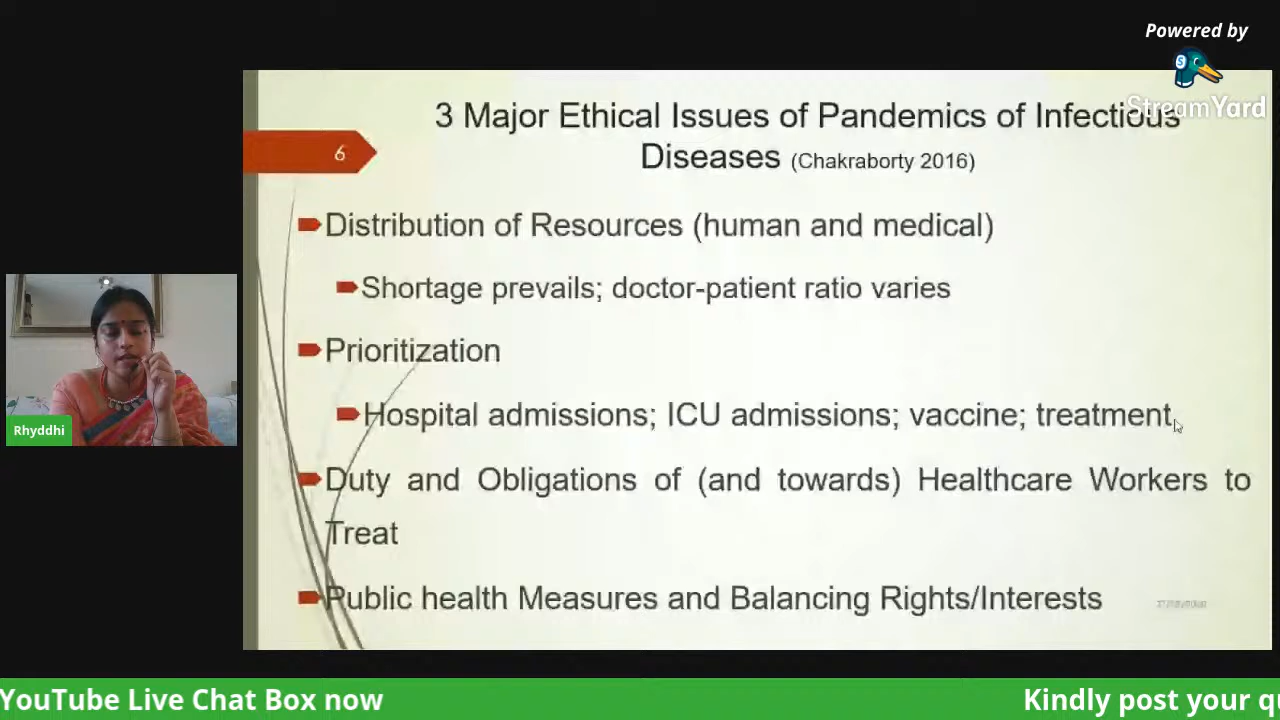 Powered by
StreamYard
3 Major Ethical Issues of Pandemics of Infectious
Diseases (Chakraborty 2016)
6
Distribution of Resources (human and medical)
Shortage prevails; doctor-patient ratio varies
Prioritization
Hospital admissions; ICU admissions; vaccine; treatment
Duty and Obligations of (and towards) Healthcare Workers to
Treat
Public health Measures and Balancing Rights/Interests
Rhyddhi
YouTube Live Chat Box now
Kindly post your